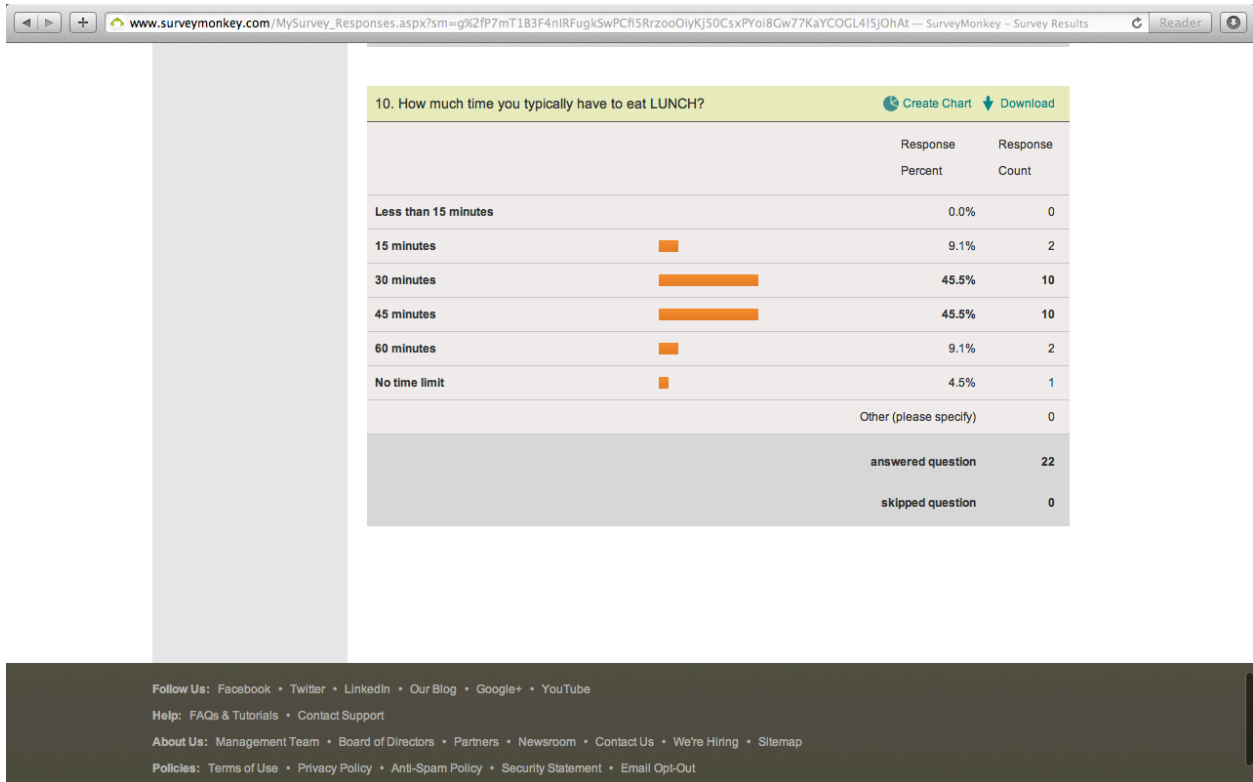 www.surveymonkey.com/MySurvey_Responses.aspx?sm=g%2fP7mT1B3F4nIRFugkSwPCfi5RrzooOiyKj50CsxPYoi8Gw77KaYCOGL4I5jOhAt — SurveyMonkey – Survey Results Reader
10. How much time you typically have to eat LUNCH? Create Chart Download
Response Response
Percent Count
Less than 15 minutes 0.0% 0
15 minutes 9.1% 2
30 minutes 45.5% 10
45 minutes 45.5% 10
60 minutes 9.1% 2
No time limit 4.5% 1
Other (please specify) 0
answered question 22
skipped question 0
Follow Us: Facebook • Twitter • LinkedIn • Our Blog • Google+ • YouTube
Help: FAQs & Tutorials • Contact Support
About Us: Management Team • Board of Directors • Partners • Newsroom • Contact Us • We're Hiring • Sitemap
Policies: Terms of Use • Privacy Policy • Anti-Spam Policy • Security Statement • Email Opt-Out